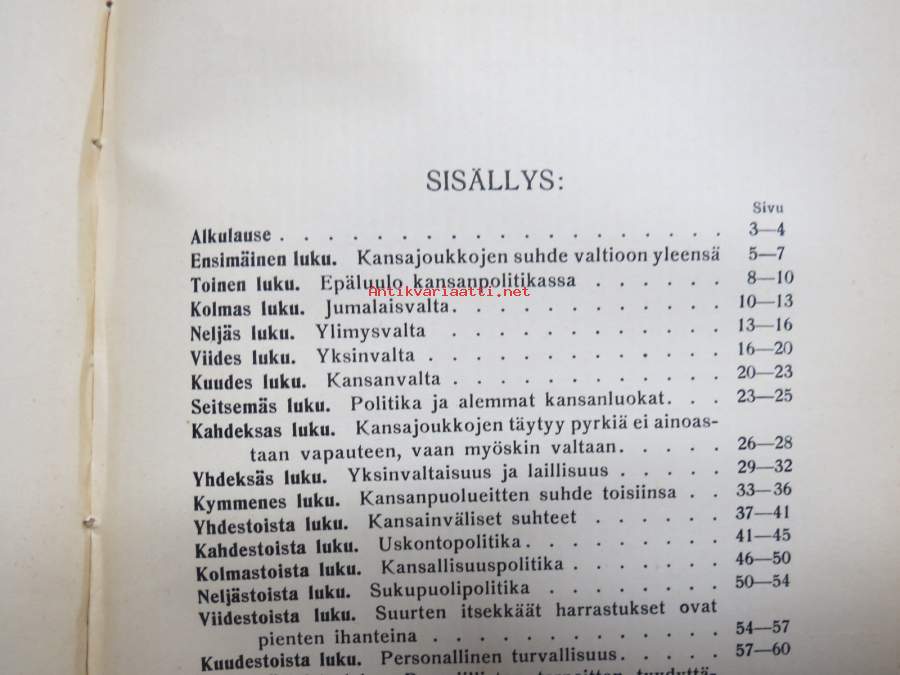 SISÄLLYS:
Sivu
Alkulause . . . . . . . . . . . . . . . . . . 3—4
Ensimäinen luku. Kansajoukkojen suhde valtioon yleensä 5—7
Toinen luku. Epäluulo kansanpolitikassa . . . . . . 8—10
Antikvariaatti.net
Kolmas luku. Jumalaisvalta. . . . . . . . . . . . 10—13
Neljäs luku. Ylimysvalta . . . . . . . . . . . . 13—16
Viides luku. Yksinvalta . . . . . . . . . . . . . 16—20
Kuudes luku. Kansanvalta . . . . . . . . . . . . 20—23
Seitsemäs luku. Politika ja alemmat kansanluokat. . . 23—25
Kahdeksas luku. Kansajoukkojen täytyy pyrkiä ei ainoas-
taan vapauteen, vaan myöskin valtaan. . . . . 26—28
Yhdeksäs luku. Yksinvaltaisuus ja laillisuus . . . . . 29—32
Kymmenes luku. Kansanpuolueitten suhde toisiinsa . . 33—36
Yhdestoista luku. Kansainväliset suhteet . . . . . . 37—41
Kahdestoista luku. Uskontopolitika. . . . . . . . . 41—45
Kolmastoista luku. Kansallisuuspolitika . . . . . . . 46—50
Neljästoista luku. Sukupuolipolitika . . . . . . . . 50—54
Viidestoista luku. Suurten itsekkäät harrastukset ovat
pienten ihanteina . . . . . . . . . . . . . 54—57
Kuudestoista luku. Personallinen turvallisuus. . . . . 57—60